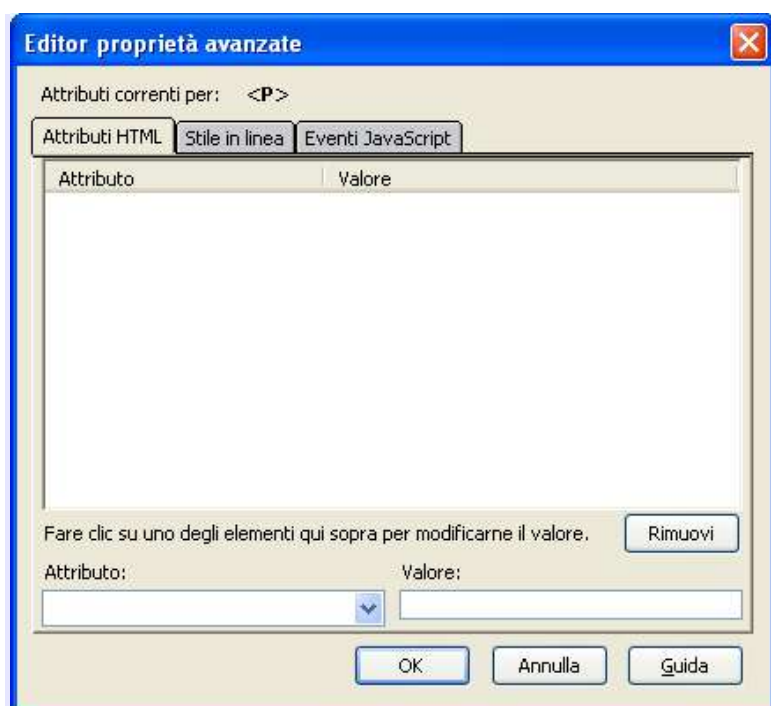 Editor proprietà avanzate
Attributi correnti per: <P>
Attributi HTML Stile in linea Eventi JavaScript
Attributo Valore
Fare clic su uno degli elementi qui sopra per modificarne il valore. Rimuovi
Attributo: Valore:
OK Annulla Guida